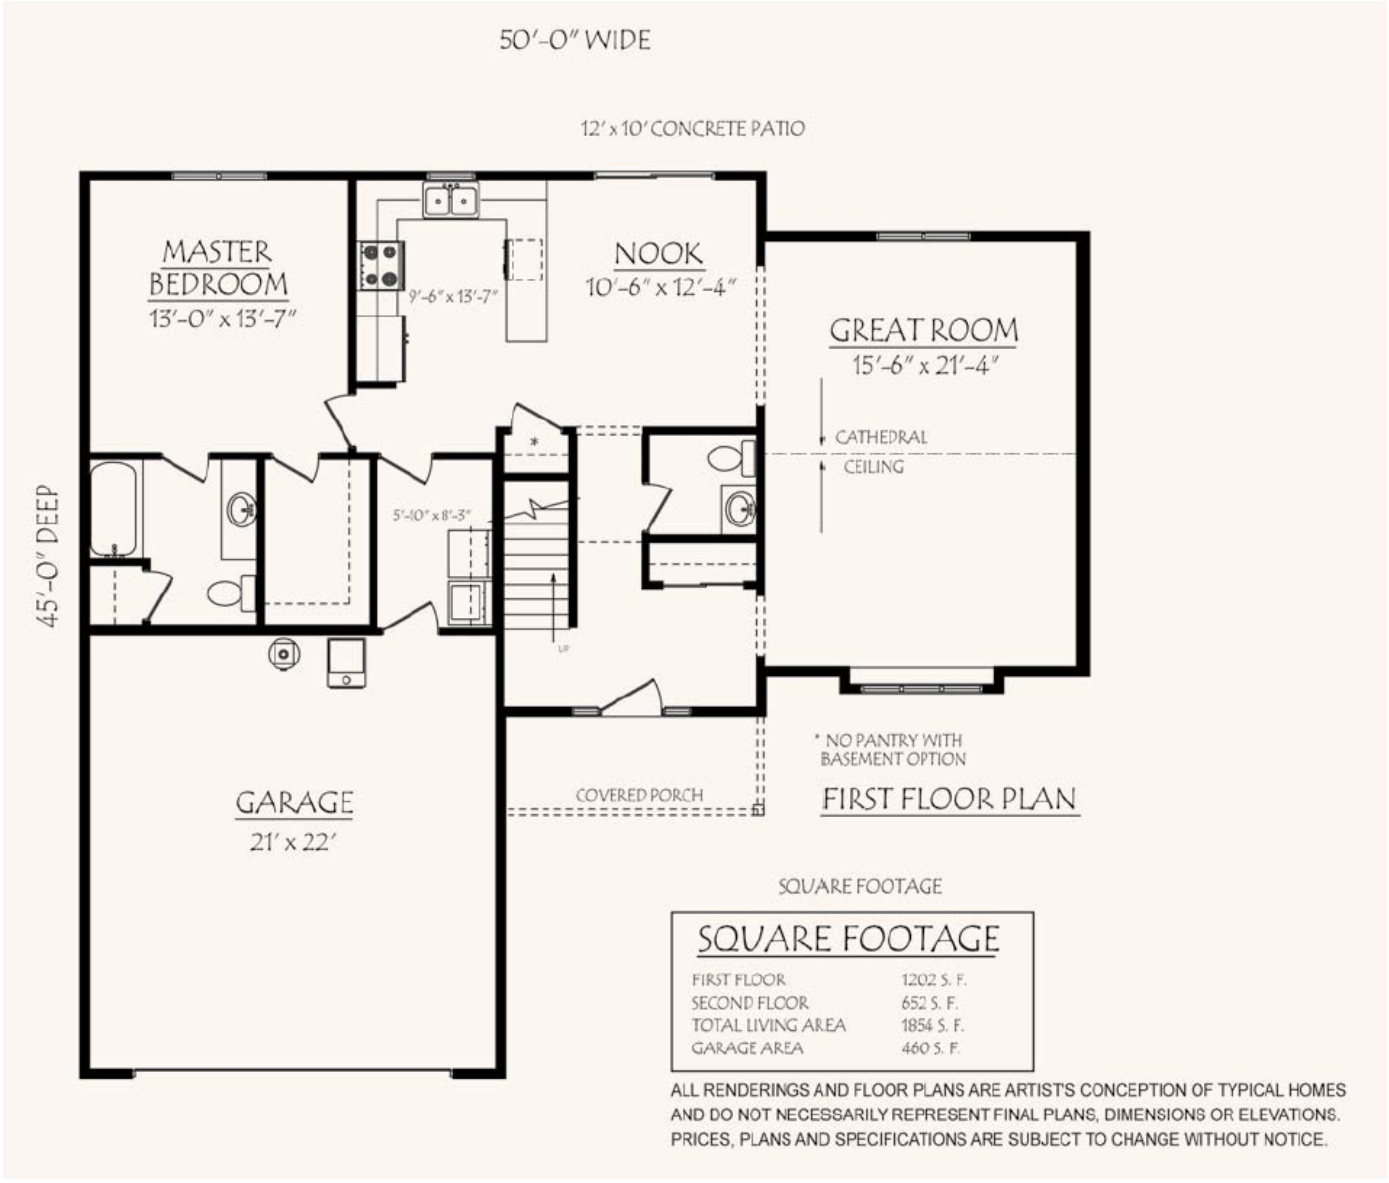 50'-0" WIDE
12' x 10' CONCRETE PATIO
MASTER
BEDROOM
13'-0" x 13'-7"
9'-6" x 13'-7"
NOOK
10'-6" x 12'-4"
GREAT ROOM
15'-6" x 21'-4"
CATHEDRAL
CEILING
*
5'-10" x 8'-3"
45'-0" DEEP
UP
* NO PANTRY WITH
BASEMENT OPTION
COVERED PORCH
FIRST FLOOR PLAN
GARAGE
21' x 22'
SQUARE FOOTAGE
SQUARE FOOTAGE
FIRST FLOOR 1202 S. F.
SECOND FLOOR 652 S. F.
TOTAL LIVING AREA 1854 S. F.
GARAGE AREA 460 S. F.
ALL RENDERINGS AND FLOOR PLANS ARE ARTIST'S CONCEPTION OF TYPICAL HOMES
AND DO NOT NECESSARILY REPRESENT FINAL PLANS, DIMENSIONS OR ELEVATIONS.
PRICES, PLANS AND SPECIFICATIONS ARE SUBJECT TO CHANGE WITHOUT NOTICE.